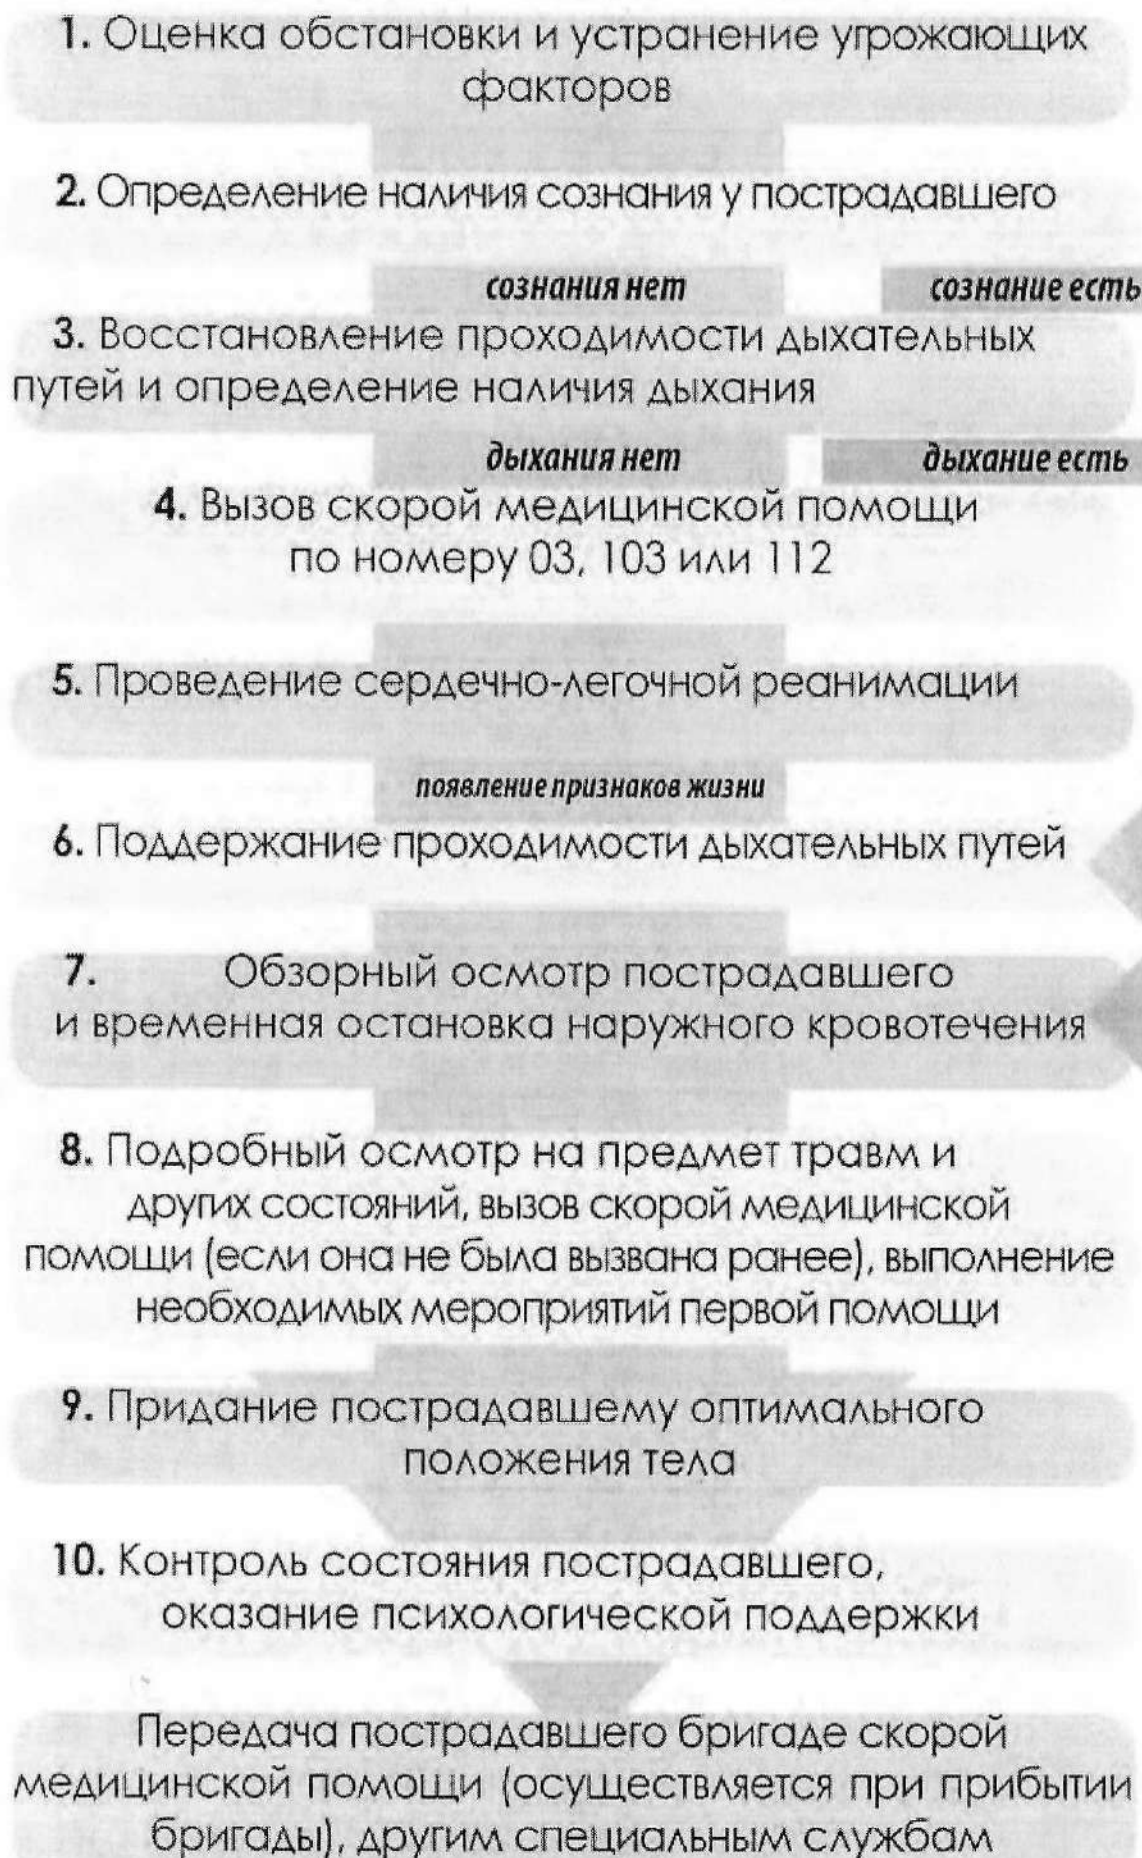 1. Оценка обстановки и устранение угрожающих
факторов
2. Определение наличия сознания у пострадавшего
сознания нет сознание есть
3. Восстановление проходимости дыхательных
путей и определение наличия дыхания
дыхания нет дыхание есть
4. Вызов скорой медицинской помощи
по номеру 03, 103 или 112
5. Проведение сердечно-легочной реанимации
появление признаков жизни
6. Поддержание проходимости дыхательных путей
7. Обзорный осмотр пострадавшего
и временная остановка наружного кровотечения
8. Подробный осмотр на предмет травм и
других состояний, вызов скорой медицинской
помощи (если она не была вызвана ранее), выполнение
необходимых мероприятий первой помощи
9. Придание пострадавшему оптимального
положения тела
10. Контроль состояния пострадавшего,
оказание психологической поддержки
Передача пострадавшего бригаде скорой
медицинской помощи (осуществляется при прибытии
бригады), другим специальным службам